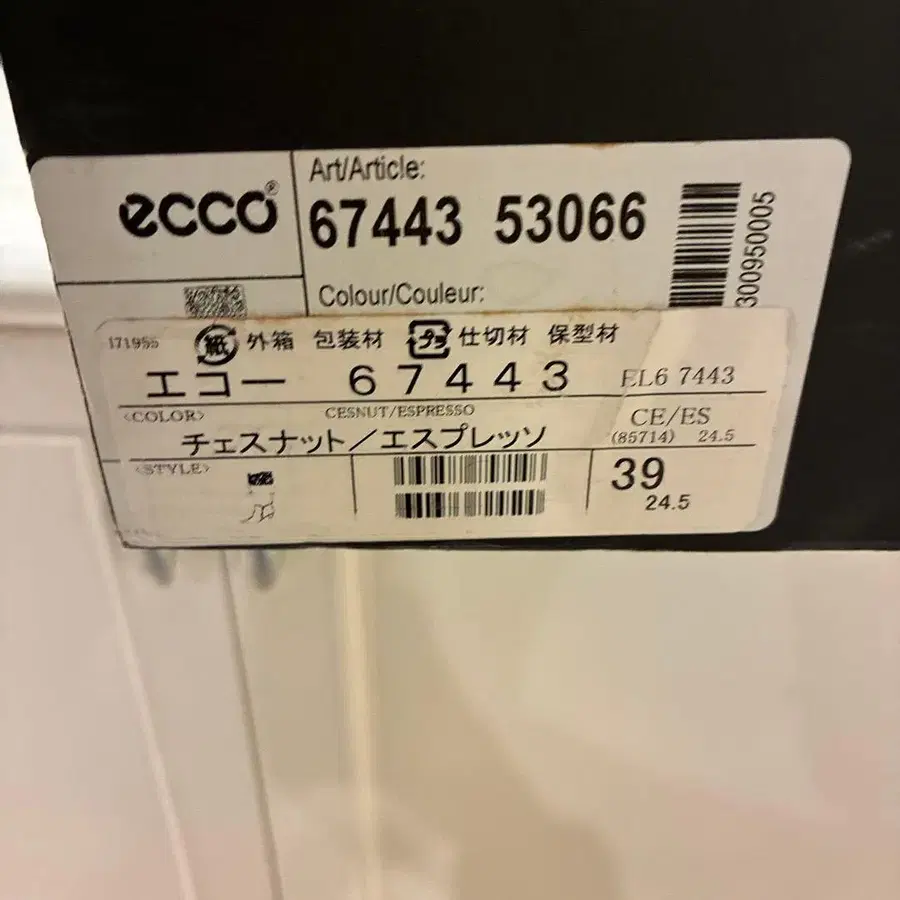 ecco®
Art/Article:
67443 53066
300950005
Colour/Couleur:
171955 紙 外箱 包装材 プラ 仕切材 保型材
エコー 67443 EL6 7443
<COLOR> CESNUT/ESPRESSO CE/ES
チェスナット/エスプレッソ (85714) 24.5
<STYLE> 39
24.5